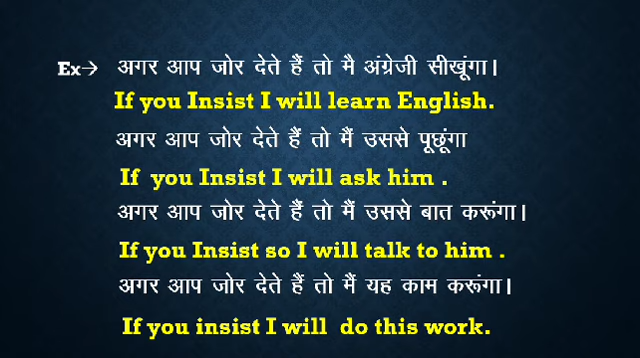 Ex→ अगर आप जोर देते हैं तो मै अंग्रेजी सीखूंगा।
If you Insist I will learn English.
अगर आप जोर देते हैं तो मैं उससे पूछूंगा
If you Insist I will ask him .
अगर आप जोर देते हैं तो मैं उससे बात करूंगा।
If you Insist so I will talk to him .
अगर आप जोर देते हैं तो मैं यह काम करूंगा।
If you insist I will do this work.